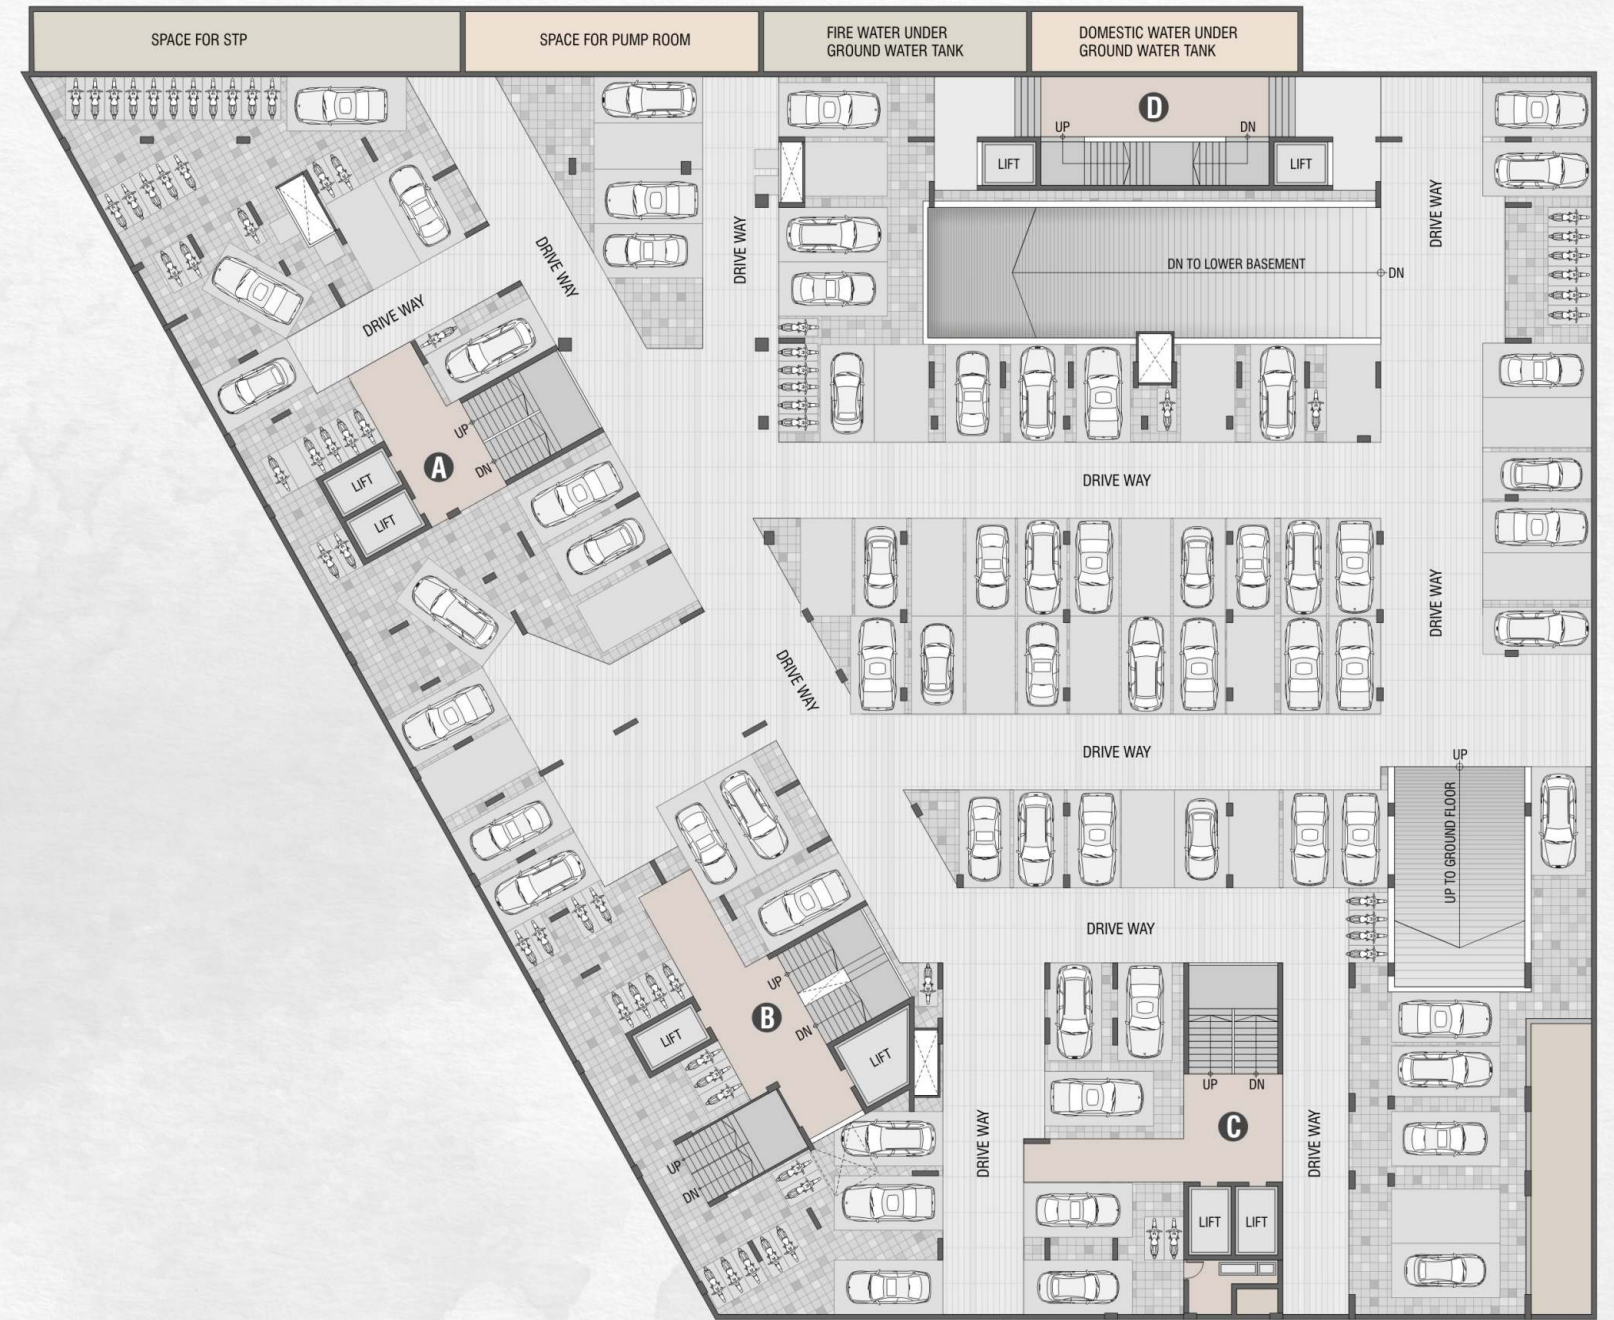 SPACE FOR STP
SPACE FOR PUMP ROOM
FIRE WATER UNDER
GROUND WATER TANK
DOMESTIC WATER UNDER
GROUND WATER TANK
D
UP
DN
LIFT
LIFT
DRIVE WAY
DRIVE WAY
DRIVE WAY
DRIVE WAY
DN TO LOWER BASEMENT
DN
A
UP
DN
LIFT
LIFT
DRIVE WAY
DRIVE WAY
DRIVE WAY
DRIVE WAY
UP
UP TO GROUND FLOOR
DRIVE WAY
B
UP
DN
LIFT
LIFT
UP
DN
UP
DN
C
DRIVE WAY
DRIVE WAY
LIFT
LIFT